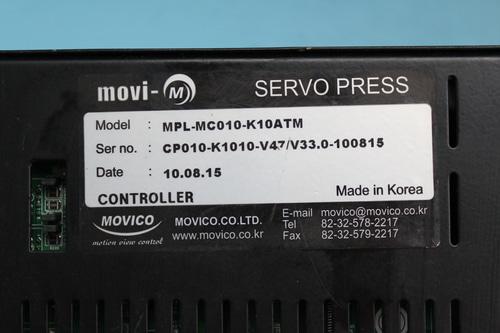 movi-M SERVO PRESS
Model : MPL-MC010-K10ATM
Ser no. : CP010-K1010-V47/V33.0-100815
Date : 10.08.15
CONTROLLER Made in Korea
MOVICO MOVICO.CO.LTD. E-mail movico@movico.co.kr
motion view control www.movico.co.kr Tel 82-32-578-2217
Fax 82-32-579-2217